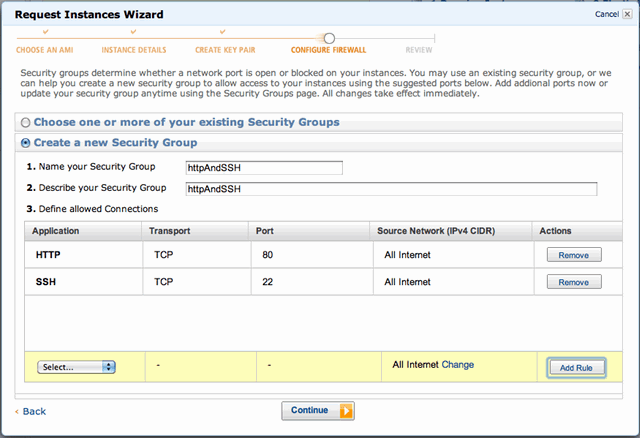 Request Instances Wizard
Cancel
CHOOSE AN AMI INSTANCE DETAILS CREATE KEY PAIR CONFIGURE FIREWALL REVIEW
Security groups determine whether a network port is open or blocked on your instances. You may use an existing security group, or we
can help you create a new security group to allow access to your instances using the suggested ports below. Add addional ports now or
update your security group anytime using the Security Groups page. All changes take effect immediately.
Choose one or more of your existing Security Groups
Create a new Security Group
1. Name your Security Group httpAndSSH
2. Describe your Security Group httpAndSSH
3. Define allowed Connections
Application Transport Port Source Network (IPv4 CIDR) Actions
HTTP TCP 80 All Internet Remove
SSH TCP 22 All Internet Remove
Select... - - All Internet Change Add Rule
Back Continue